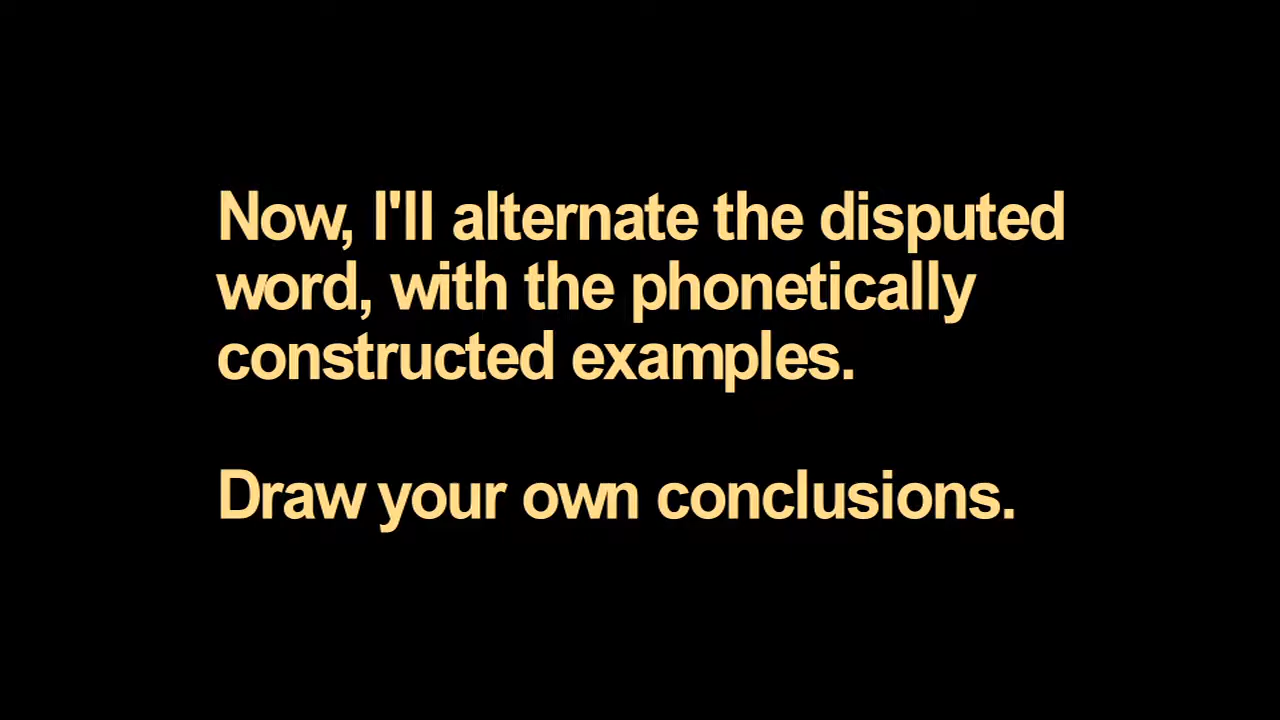 Now, I'll alternate the disputed
word, with the phonetically
constructed examples.
Draw your own conclusions.